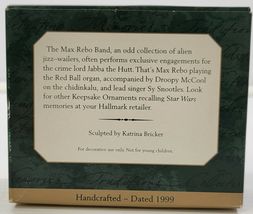 The Max Rebo Band, an odd collection of alien
jizz-wailers, often performs exclusive engagements for
the crime lord Jabba the Hutt. That's Max Rebo playing
the Red Ball organ, accompanied by Droopy McCool
on the chidinkalu, and lead singer Sy Snootles. Look
for other Keepsake Ornaments recalling Star Wars
memories at your Hallmark retailer.
Sculpted by Katrina Bricker
For decorative use only. Not for young children.
Handcrafted – Dated 1999